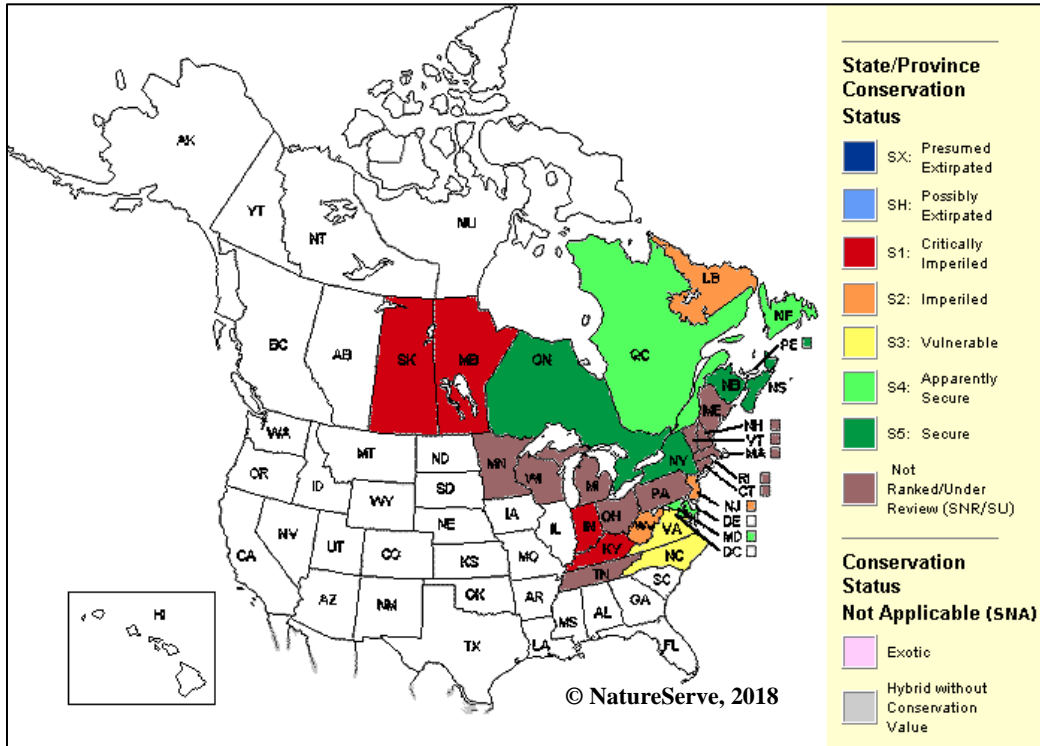 AK
YT
NT
NU
BC
AB
SK
MB
ON
QC
LB
NF
PE
NB
NS
ME
NH
VT
MA
RI
CT
NJ
DE
MD
DC
WA
OR
ID
MT
ND
SD
WY
NE
MN
WI
MI
IA
IL
IN
OH
PA
NY
WV
VA
KY
NC
TN
SC
CA
NV
UT
CO
KS
MO
AZ
NM
OK
AR
TX
LA
MS
AL
GA
FL
HI
© NatureServe, 2018
State/Province
Conservation
Status
SX: Presumed
Extirpated
SH: Possibly
Extirpated
S1: Critically
Imperiled
S2: Imperiled
S3: Vulnerable
S4: Apparently
Secure
S5: Secure
Not
Ranked/Under
Review (SNR/SU)
Conservation
Status
Not Applicable (SNA)
Exotic
Hybrid without
Conservation
Value